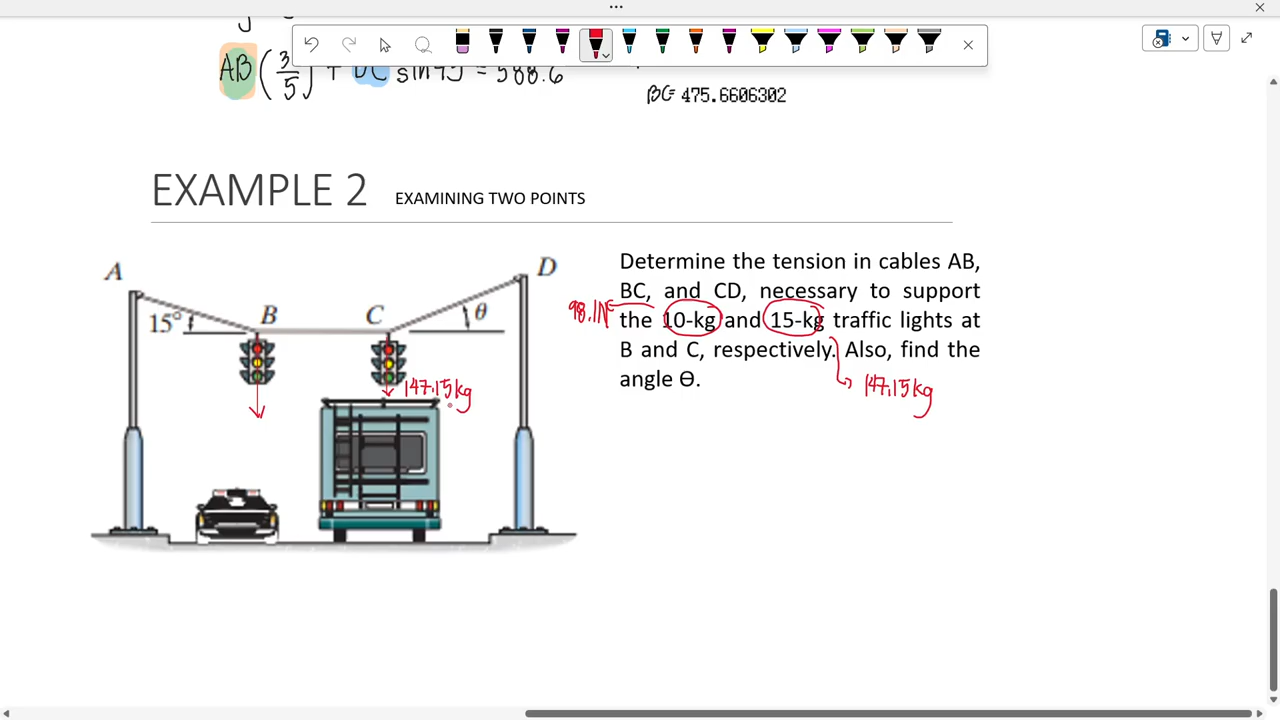 AB (3/5) + BC sin 45 = 588.6
BC= 475.6606302
EXAMPLE 2 EXAMINING TWO POINTS
A
D
B
C
15°
θ
147.15kg
Determine the tension in cables AB,
BC, and CD, necessary to support
98.1N
the 10-kg and 15-kg traffic lights at
B and C, respectively. Also, find the
angle Ө.
147.15kg